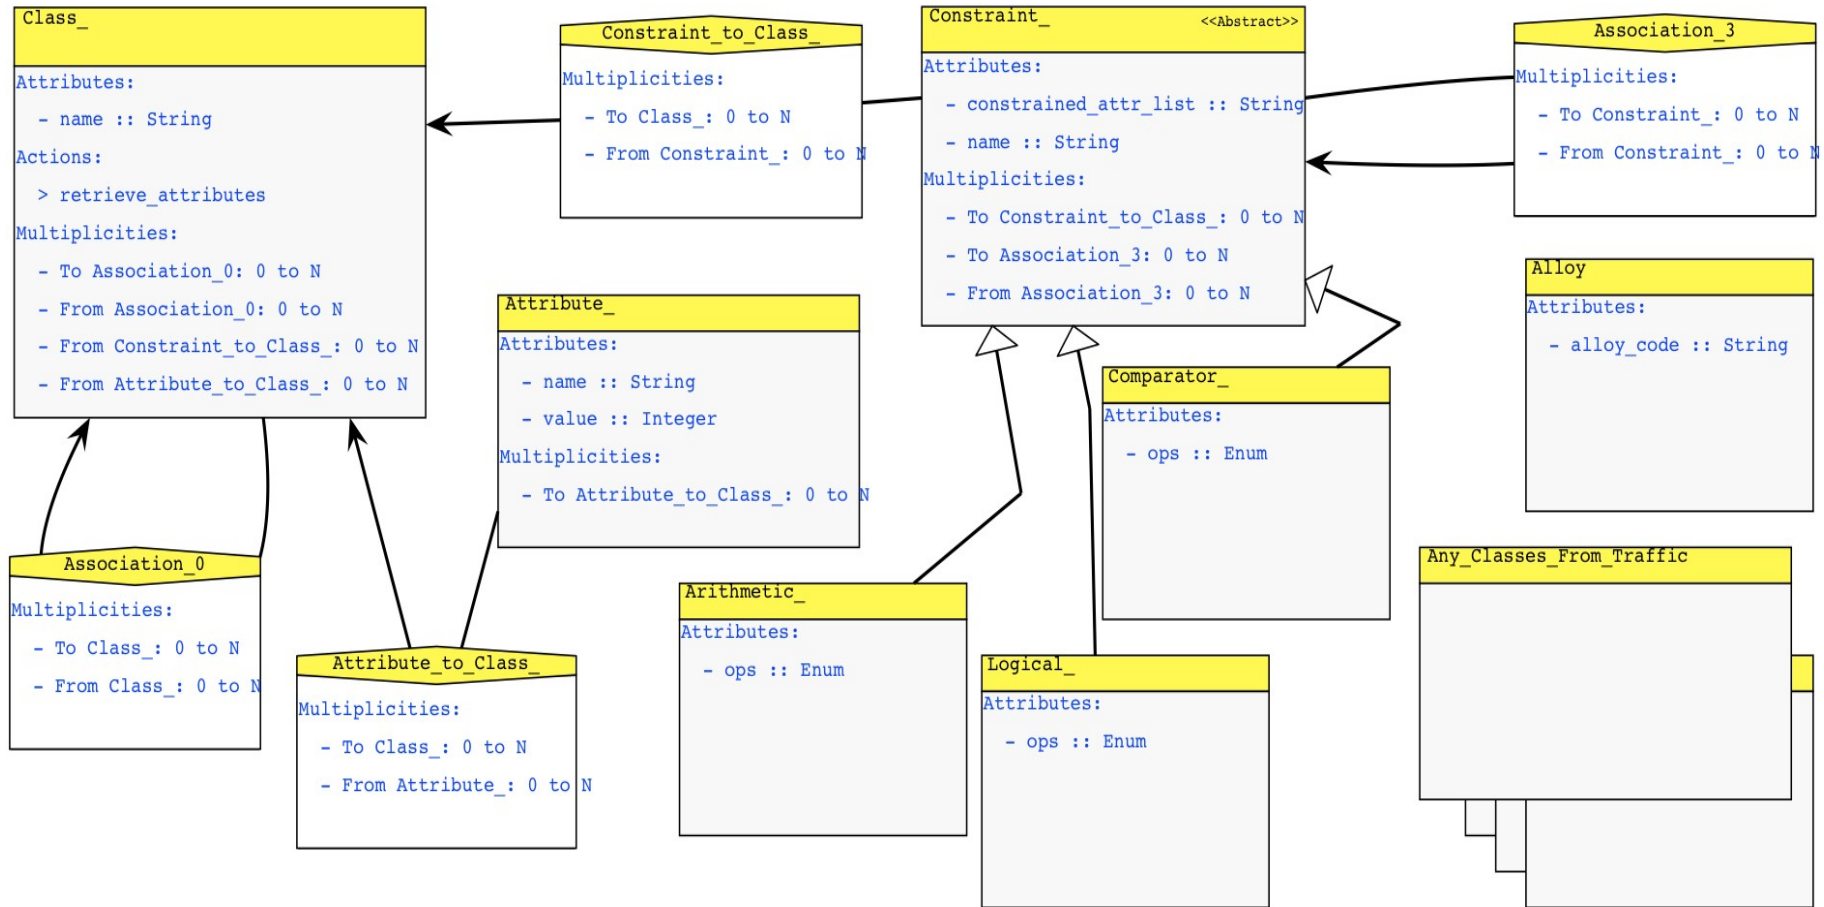 Class_
Attributes:
- name :: String
Actions:
> retrieve_attributes
Multiplicities:
- To Association_0: 0 to N
- From Association_0: 0 to N
- From Constraint_to_Class_: 0 to N
- From Attribute_to_Class_: 0 to N
Constraint_to_Class_
Multiplicities:
- To Class_: 0 to N
- From Constraint_: 0 to N
Constraint_ <<Abstract>>
Attributes:
- constrained_attr_list :: String
- name :: String
Multiplicities:
- To Constraint_to_Class_: 0 to N
- To Association_3: 0 to N
- From Association_3: 0 to N
Association_3
Multiplicities:
- To Constraint_: 0 to N
- From Constraint_: 0 to N
Alloy
Attributes:
- alloy_code :: String
Attribute_
Attributes:
- name :: String
- value :: Integer
Multiplicities:
- To Attribute_to_Class_: 0 to N
Comparator_
Attributes:
- ops :: Enum
Association_0
Multiplicities:
- To Class_: 0 to N
- From Class_: 0 to N
Attribute_to_Class_
Multiplicities:
- To Class_: 0 to N
- From Attribute_: 0 to N
Arithmetic_
Attributes:
- ops :: Enum
Logical_
Attributes:
- ops :: Enum
Any_Classes_From_Traffic